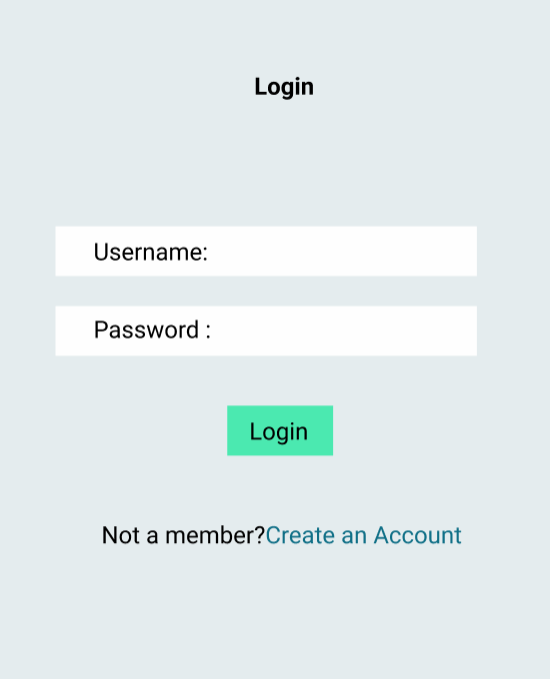 Login
Username:
Password :
Login
Not a member?Create an Account